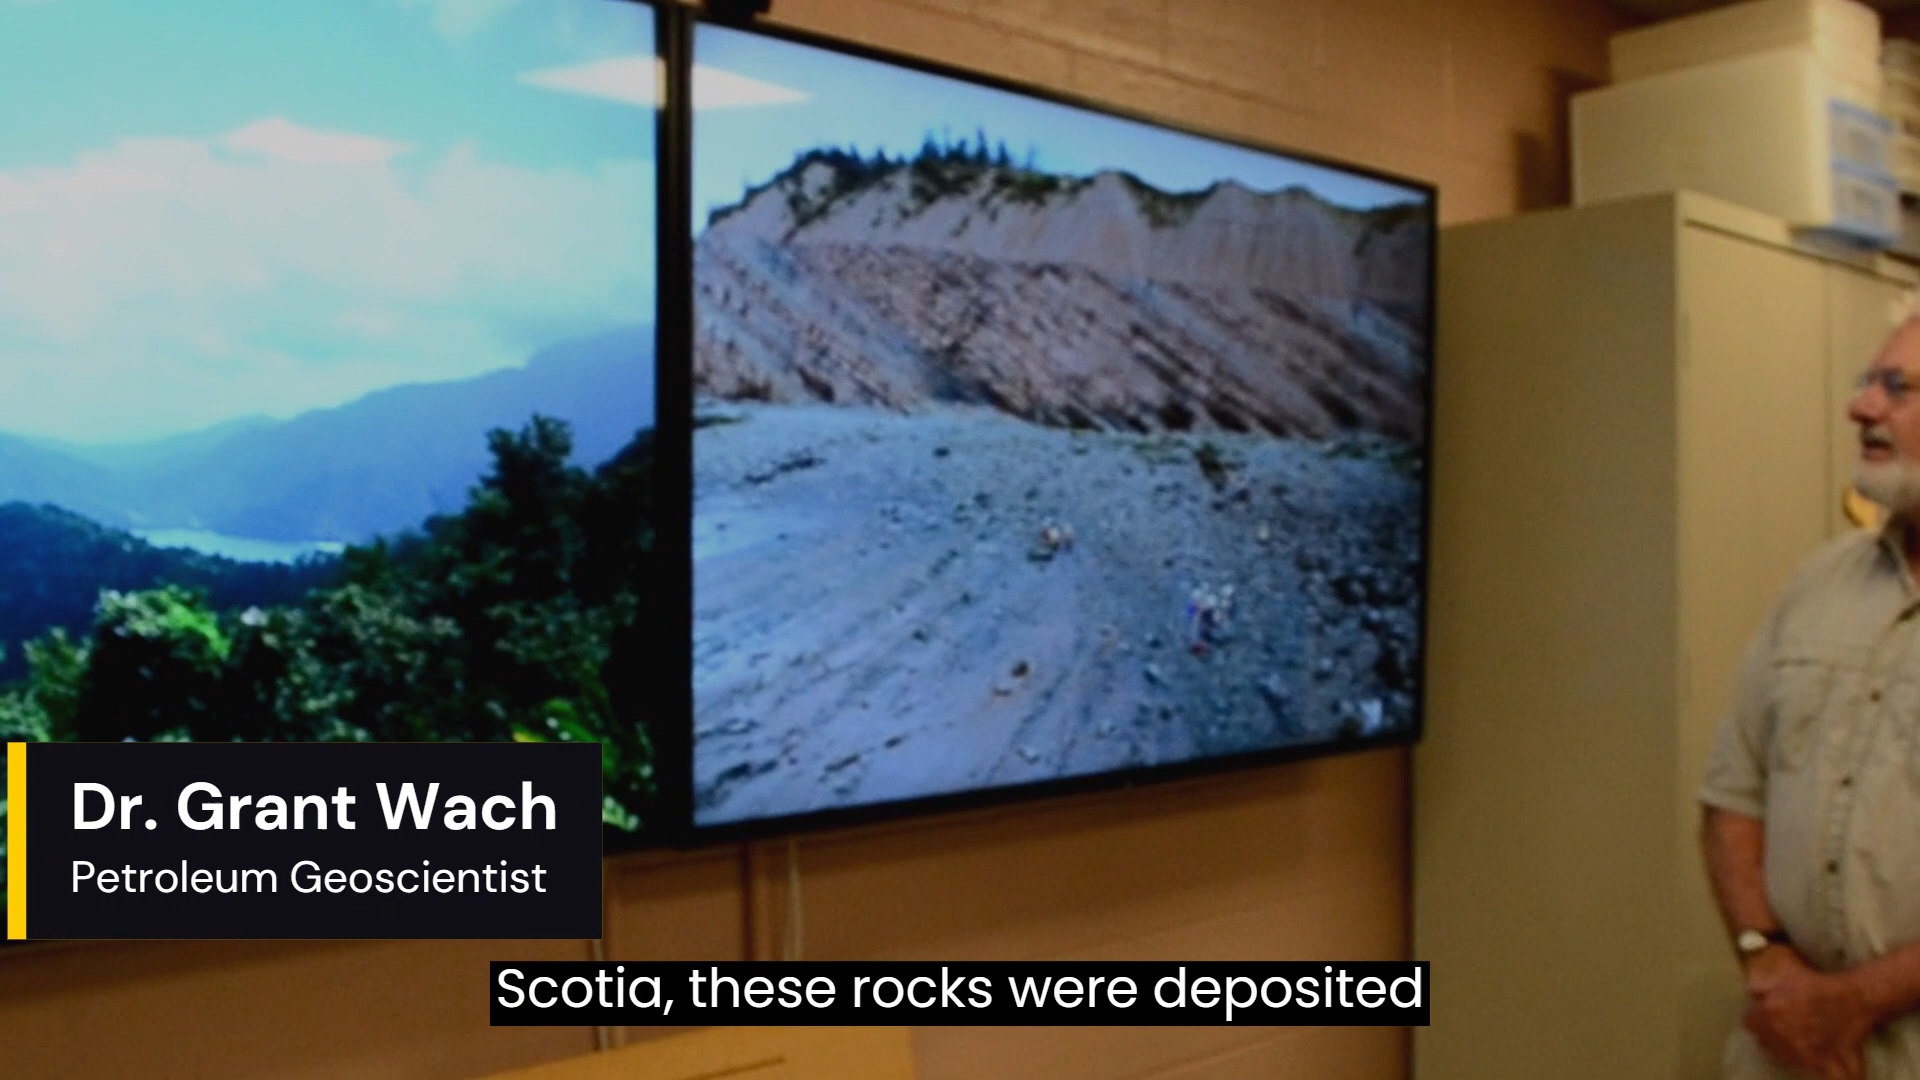 Dr. Grant Wach
Petroleum Geoscientist
Scotia, these rocks were deposited